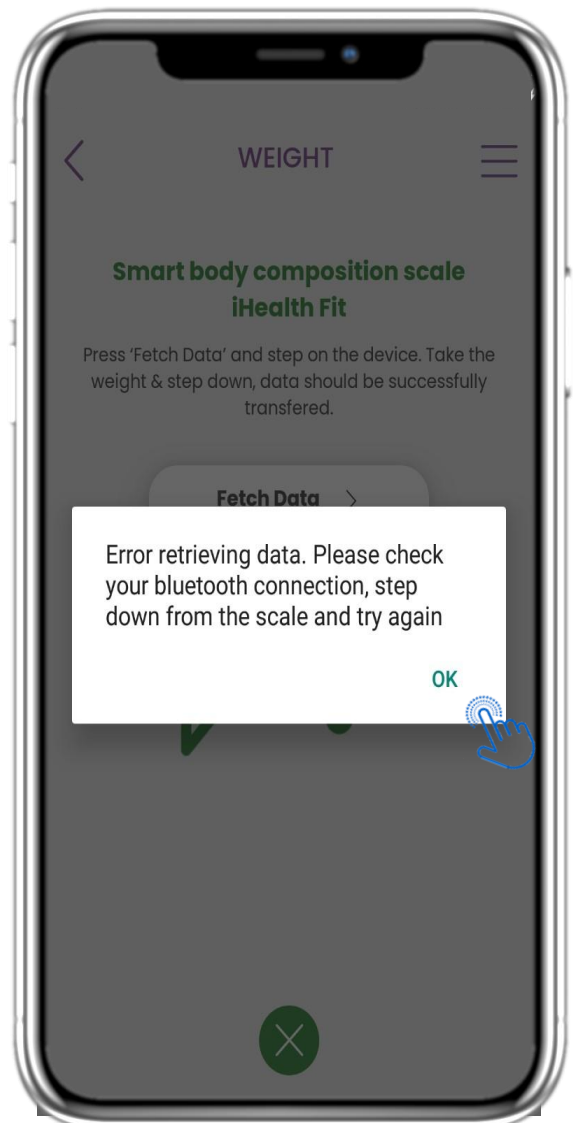 WEIGHT
Smart body composition scale
iHealth Fit
Press ‘Fetch Data’ and step on the device. Take the
weight & step down, data should be successfully
transfered.
Fetch Data
Error retrieving data. Please check
your bluetooth connection, step
down from the scale and try again
OK